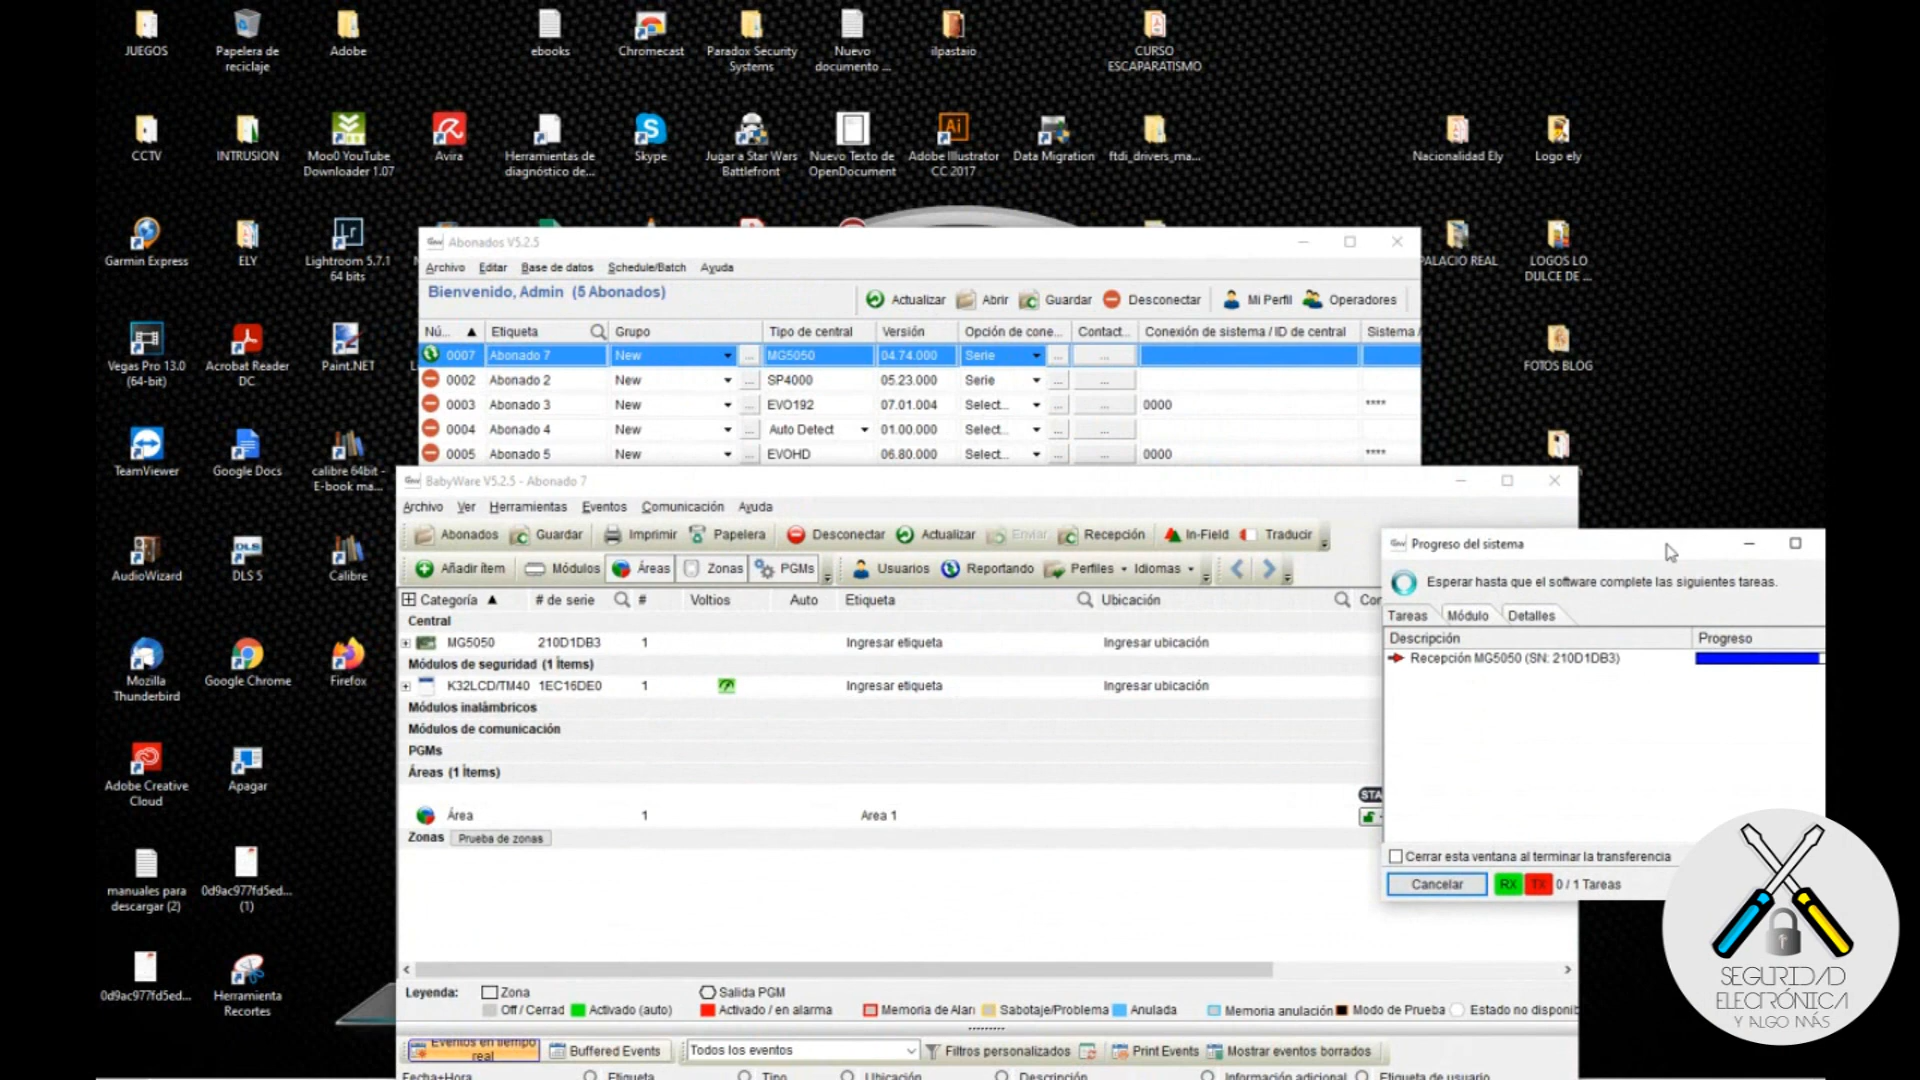 JUEGOS
Papelera de reciclaje
Adobe
ebooks
Chromecast
Paradox Security Systems
Nuevo documento ...
ilpastaio
CURSO ESCAPARATISMO
CCTV
INTRUSION
Moo0 YouTube Downloader 1.07
Avira
Herramientas de diagnóstico de...
Skype
Jugar a Star Wars Battlefront
Nuevo Texto de OpenDocument
Adobe Illustrator CC 2017
Data Migration
ftdi_drivers_ma...
Nacionalidad Ely
Logo ely
Garmin Express
ELY
Lightroom 5.7.1 64 bits
PALACIO REAL
LOGOS LO DULCE DE ...
Vegas Pro 13.0 (64-bit)
Acrobat Reader DC
Paint.NET
FOTOS BLOG
TeamViewer
Google Docs
calibre 64bit - E-book ma...
AudioWizard
DLS 5
Calibre
Mozilla Thunderbird
Google Chrome
Firefox
Adobe Creative Cloud
Apagar
manuales para descargar (2)
0d9ac977fd5ed... (1)
0d9ac977fd5ed...
Herramienta Recortes
Abonados V5.2.5
Archivo Editar Base de datos Schedule/Batch Ayuda
Bienvenido, Admin (5 Abonados)
Actualizar Abrir Guardar Desconectar Mi Perfil Operadores
Nú... Etiqueta Grupo Tipo de central Versión Opción de cone... Contact... Conexión de sistema / ID de central Sistema /
0007 Abonado 7 New ... MG5050 04.74.000 Serie ... ...
0002 Abonado 2 New ... SP4000 05.23.000 Serie ... ...
0003 Abonado 3 New ... EVO192 07.01.004 Select... ... ... 0000 ****
0004 Abonado 4 New ... Auto Detect 01.00.000 Select... ... ...
0005 Abonado 5 New ... EVOHD 06.80.000 Select... ... ... 0000 ****
BabyWare V5.2.5 - Abonado 7
Archivo Ver Herramientas Eventos Comunicación Ayuda
Abonados Guardar Imprimir Papelera Desconectar Actualizar Enviar Recepción In-Field Traducir
Añadir ítem Módulos Áreas Zonas PGMs Usuarios Reportando Perfiles Idiomas
Categoría # de serie # Voltios Auto Etiqueta Ubicación Cor
Central
MG5050 210D1DB3 1 Ingresar etiqueta Ingresar ubicación
Módulos de seguridad (1 Ítems)
K32LCD/TM40 1EC16DE0 1 Ingresar etiqueta Ingresar ubicación
Módulos inalámbricos
Módulos de comunicación
PGMs
Áreas (1 Ítems)
STA
Área 1 Area 1
Zonas Prueba de zonas
Leyenda: Zona Salida PGM
Off / Cerrad Activado (auto) Activado / en alarma Memoria de Aları Sabotaje/Problema Anulada Memoria anulación Modo de Prueba Estado no disponib
Eventos en tiempo real Buffered Events Todos los eventos Filtros personalizados Print Events Mostrar eventos borrados
Fecha+Hora Etiqueta Tipo Ubicación Descripción Información adicional Etiqueta de usuario
Progreso del sistema
Esperar hasta que el software complete las siguientes tareas.
Tareas Módulo Detalles
Descripción Progreso
Recepción MG5050 (SN: 210D1DB3)
Cerrar esta ventana al terminar la transferencia
Cancelar RX TX 0 / 1 Tareas
SEGURIDAD
ELECTRÓNICA
Y ALGO MÁS